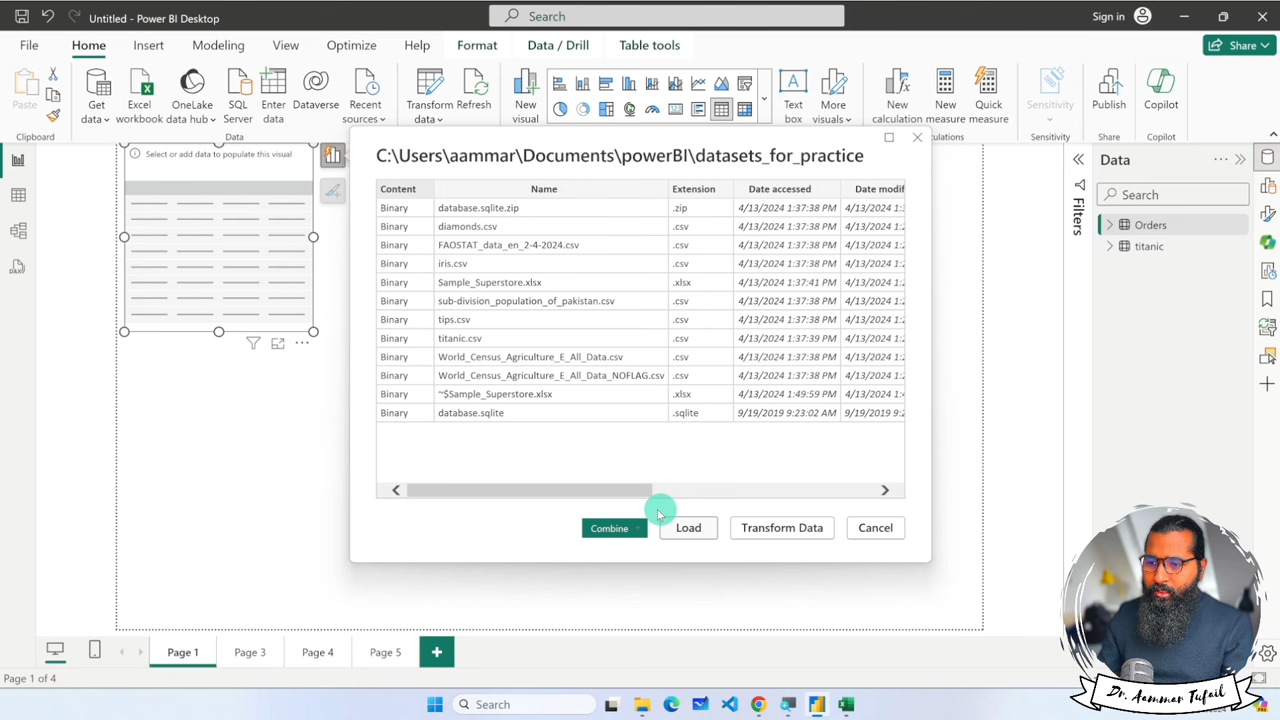 Untitled - Power BI Desktop
Search
Sign in
File
Home
Insert
Modeling
View
Optimize
Help
Format
Data / Drill
Table tools
Share
Paste
Get data
Excel workbook
OneLake data hub
SQL Server
Enter data
Dataverse
Recent sources
Transform data
Refresh
New visual
Text box
More visuals
New calculation
New measure
Quick measure
Sensitivity
Publish
Copilot
Clipboard
Data
Sensitivity
Share
Copilot
Select or add data to populate this visual
C:\Users\aammar\Documents\powerBI\datasets_for_practice
Content Name Extension Date accessed Date modif
Binary database.sqlite.zip .zip 4/13/2024 1:37:38 PM
Binary diamonds.csv .csv 4/13/2024 1:37:38 PM
Binary FAOSTAT_data_en_2-4-2024.csv .csv 4/13/2024 1:37:38 PM
Binary iris.csv .csv 4/13/2024 1:37:38 PM
Binary Sample_Superstore.xlsx .xlsx 4/13/2024 1:37:41 PM
Binary sub-division_population_of_pakistan.csv .csv 4/13/2024 1:37:38 PM
Binary tips.csv .csv 4/13/2024 1:37:38 PM
Binary titanic.csv .csv 4/13/2024 1:37:39 PM
Binary World_Census_Agriculture_E_All_Data.csv .csv 4/13/2024 1:37:38 PM
Binary World_Census_Agriculture_E_All_Data_NOFLAG.csv .csv 4/13/2024 1:37:38 PM
Binary ~$Sample_Superstore.xlsx .xlsx 4/13/2024 1:49:59 PM
Binary database.sqlite .sqlite 9/19/2019 9:23:02 AM
Combine
Load
Transform Data
Cancel
Filters
Data
Search
Orders
titanic
Page 1
Page 3
Page 4
Page 5
Page 1 of 4
Search
Dr. Aammar Tufail